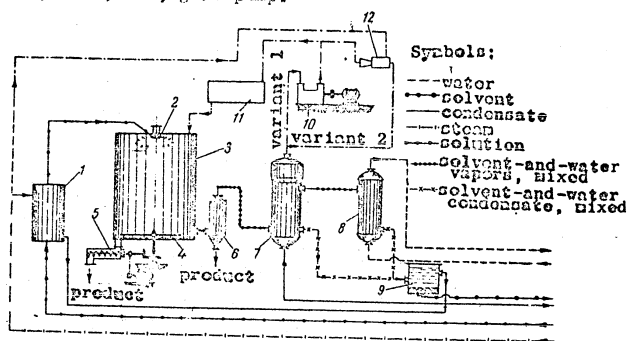 12
Symbols:
water
solvent
condensate
steam
solution
solvent-and-water
vapors, mixed
solvent-and-water
condensate, mixed
variant 1
11
10
variant 2
2
1
3
5
4
6
7
8
9
product
product